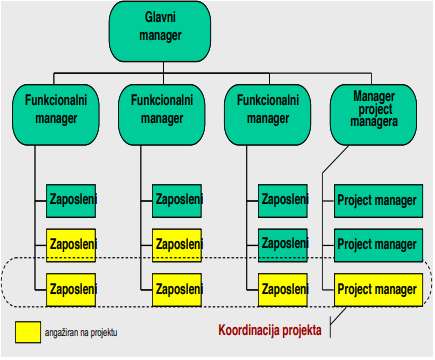 Glavni
manager
Funkcionalni
manager
Funkcionalni
manager
Funkcionalni
manager
Manager
project
managera
Zaposleni
Zaposleni
Zaposleni
Project manager
Zaposleni
Zaposleni
Zaposleni
Project manager
Zaposleni
Zaposleni
Zaposleni
Project manager
angažiran na projektu
Koordinacija projekta